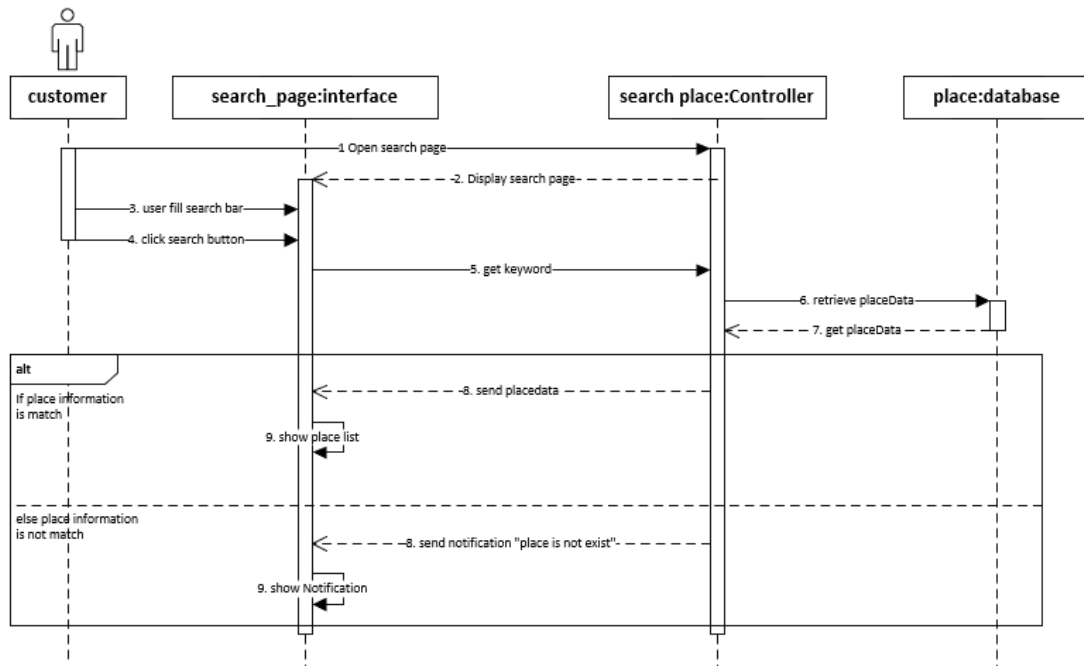 customer
search_page:interface
search place:Controller
place:database
1 Open search page
2. Display search page
3. user fill search bar
4. click search button
5. get keyword
6. retrieve placeData
7. get placeData
alt
If place information
is match
8. send placedata
9. show place list
else place information
is not match
8. send notification "place is not exist"
9. show Notification